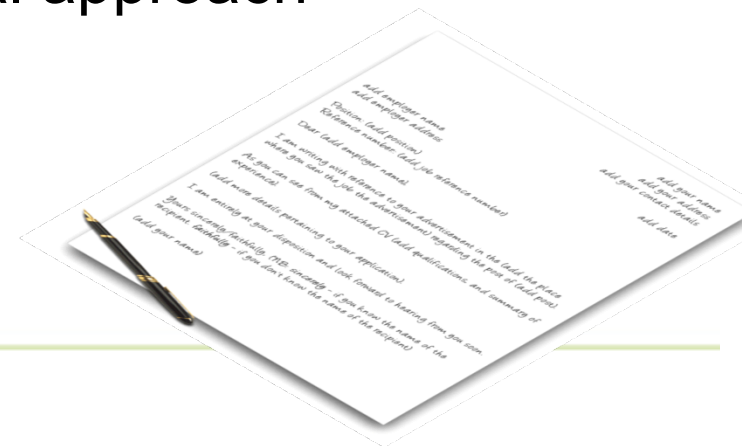 approach
add your name
add your address
add your contact details
add date
add employer name
add employer address
Position: (add position)
Reference number: (add job reference number)
Dear (add employer name)
I am writing with reference to your advertisement in the (add the place
where you saw the job the advertisement) regarding the post of (add post)
As you can see from my attached CV (add qualifications, and summary of
experience).
(add more details pertaining to your application).
I am entirely at your disposition and look forward to hearing from you soon.
Yours sincerely/faithfully, (NB: sincerely - if you know the name of the
recipient, faithfully - if you don't know the name of the recipient)
(add your name)